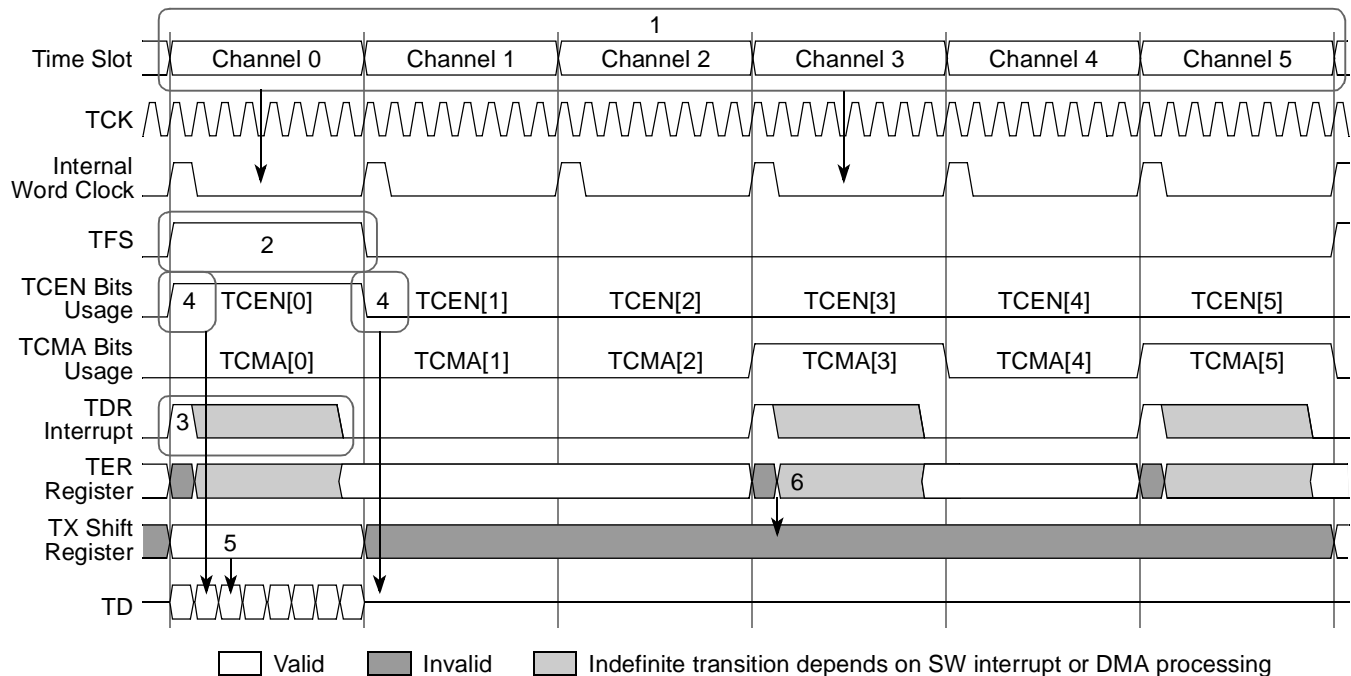 1
Time Slot Channel 0 Channel 1 Channel 2 Channel 3 Channel 4 Channel 5
TCK
Internal
Word Clock
TFS 2
TCEN Bits
Usage 4 TCEN[0] 4 TCEN[1] TCEN[2] TCEN[3] TCEN[4] TCEN[5]
TCMA Bits
Usage TCMA[0] TCMA[1] TCMA[2] TCMA[3] TCMA[4] TCMA[5]
TDR
Interrupt 3
TER
Register 6
TX Shift
Register 5
TD
Valid Invalid Indefinite transition depends on SW interrupt or DMA processing